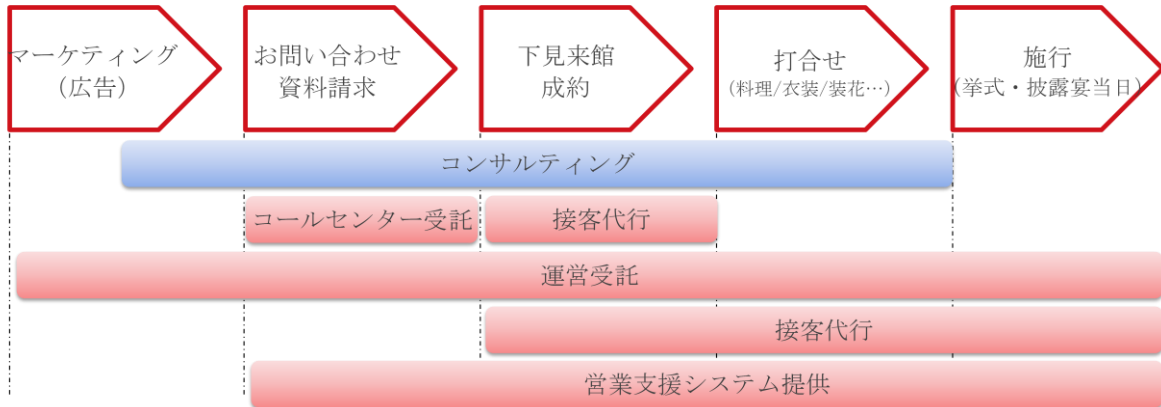 マーケティング
(広告)
お問い合わせ
資料請求
下見来館
成約
打合せ
(料理/衣装/装花…)
施行
(挙式・披露宴当日)
コンサルティング
コールセンター受託
接客代行
運営受託
接客代行
営業支援システム提供